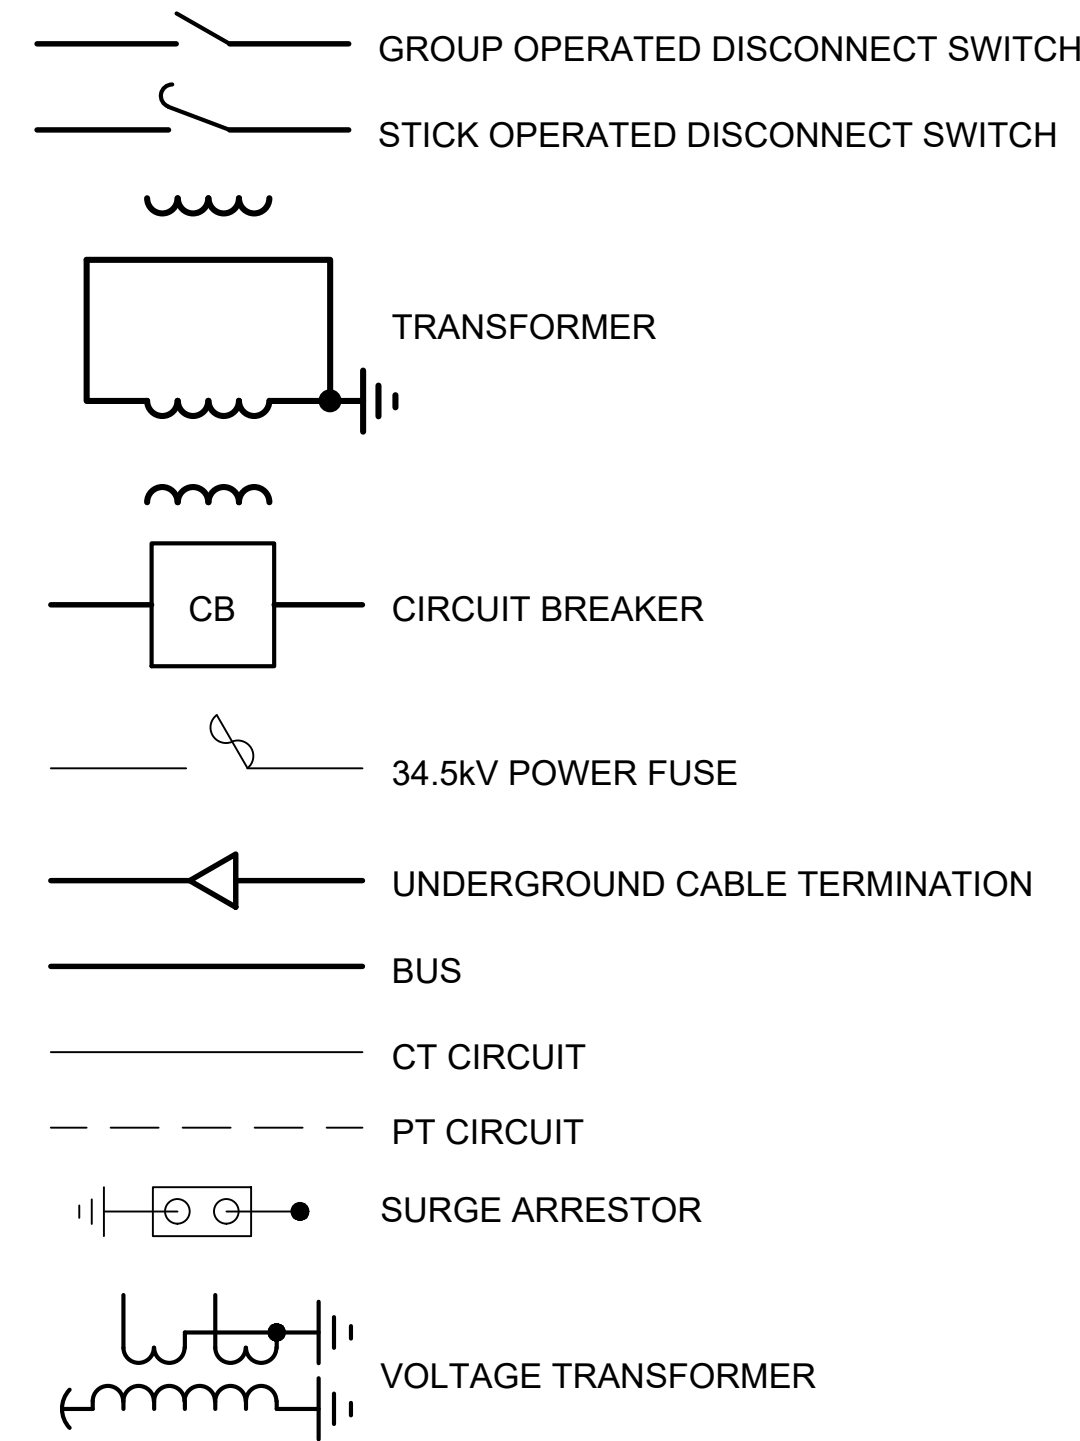 GROUP OPERATED DISCONNECT SWITCH
STICK OPERATED DISCONNECT SWITCH
TRANSFORMER
CB CIRCUIT BREAKER
34.5kV POWER FUSE
UNDERGROUND CABLE TERMINATION
BUS
CT CIRCUIT
PT CIRCUIT
SURGE ARRESTOR
VOLTAGE TRANSFORMER